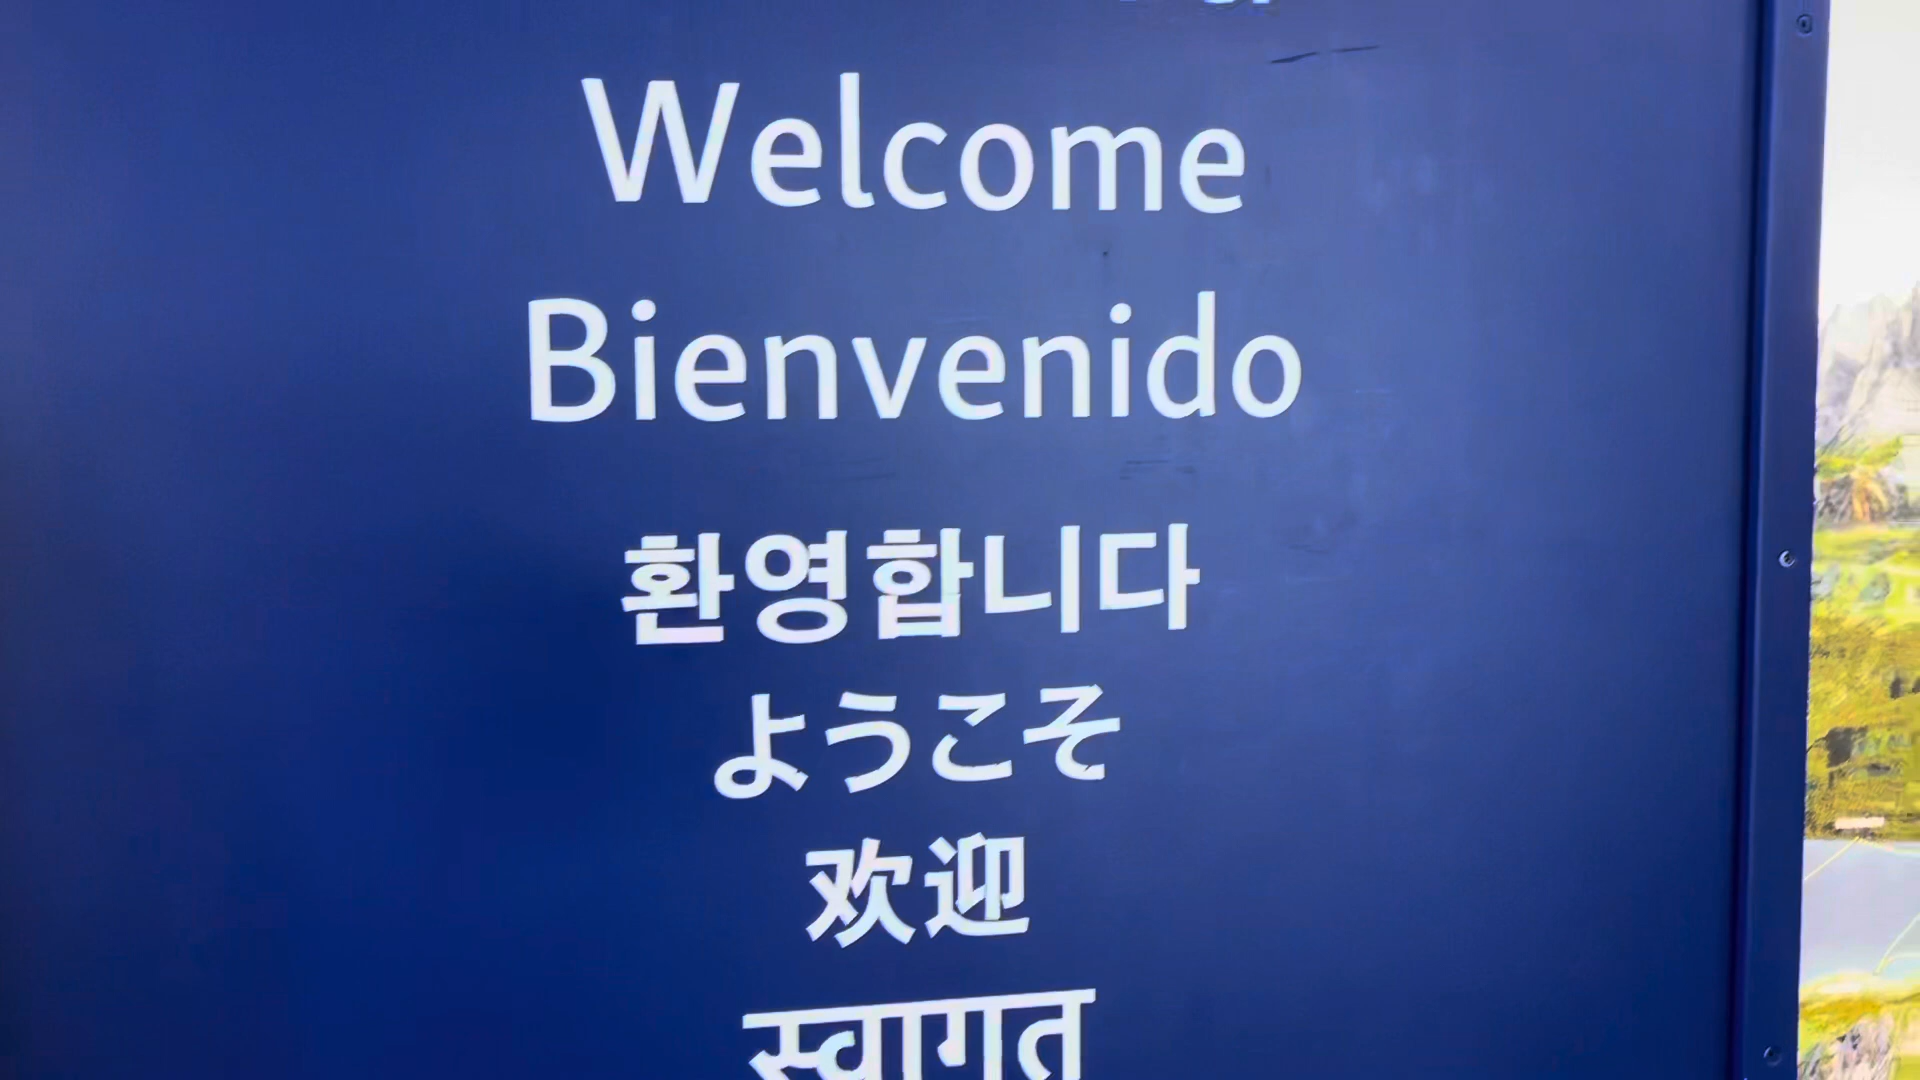 Welcome
Bienvenido
환영합니다
ようこそ
欢迎
स्वागत